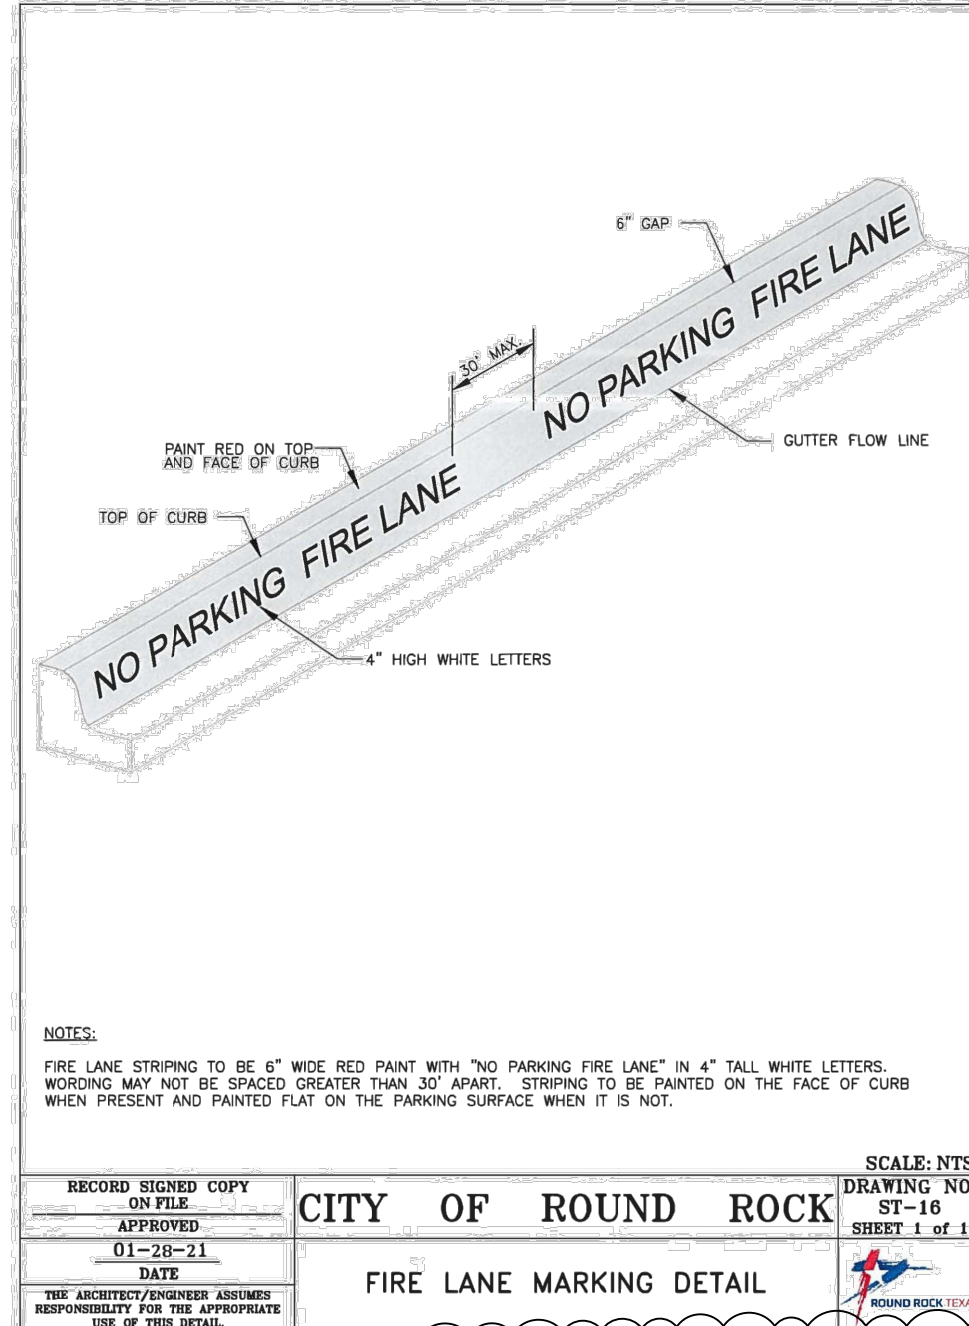 6" GAP
NO PARKING FIRE LANE
30' MAX.
GUTTER FLOW LINE
PAINT RED ON TOP
AND FACE OF CURB
TOP OF CURB
NO PARKING FIRE LANE
4" HIGH WHITE LETTERS
NOTES:
FIRE LANE STRIPING TO BE 6" WIDE RED PAINT WITH "NO PARKING FIRE LANE" IN 4" TALL WHITE LETTERS.
WORDING MAY NOT BE SPACED GREATER THAN 30' APART. STRIPING TO BE PAINTED ON THE FACE OF CURB
WHEN PRESENT AND PAINTED FLAT ON THE PARKING SURFACE WHEN IT IS NOT.
SCALE: NTS
RECORD SIGNED COPY
ON FILE
APPROVED
01-28-21
DATE
THE ARCHITECT/ENGINEER ASSUMES
RESPONSIBILITY FOR THE APPROPRIATE
USE OF THIS DETAIL.
CITY OF ROUND ROCK
FIRE LANE MARKING DETAIL
DRAWING NO
ST-16
SHEET 1 of 1
ROUND ROCK TEXA